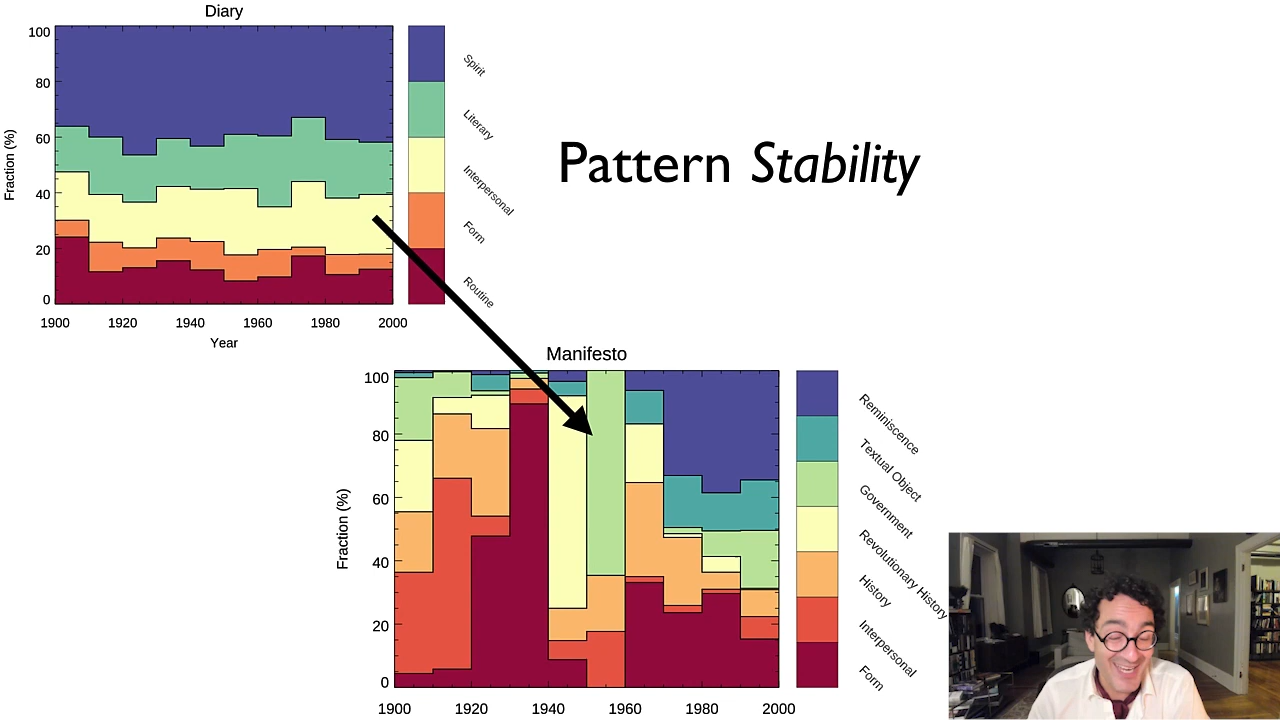 Diary
100
80
60
40
20
0
Fraction (%)
1900 1920 1940 1960 1980 2000
Year
Spirit
Literary
Interpersonal
Form
Routine
Pattern Stability
Manifesto
100
80
60
40
20
0
Fraction (%)
1900 1920 1940 1960 1980 2000
Reminiscence
Textual Object
Government
Revolutionary History
History
Interpersonal
Form